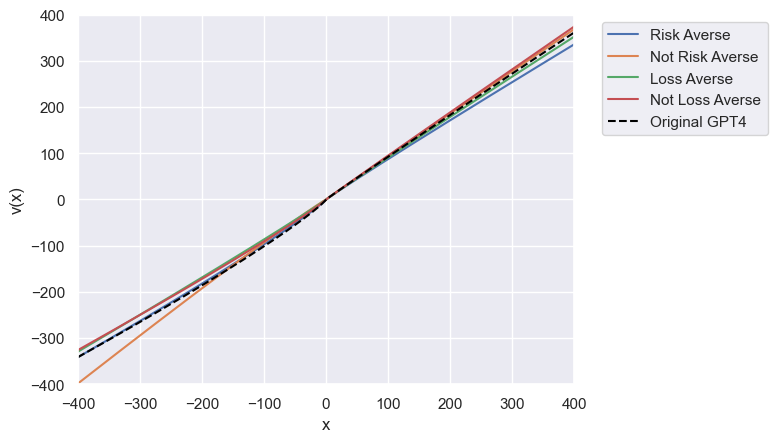 400
300
200
100
0
−100
−200
−300
−400
v(x)
−400 −300 −200 −100 0 100 200 300 400
x
Risk Averse
Not Risk Averse
Loss Averse
Not Loss Averse
Original GPT4